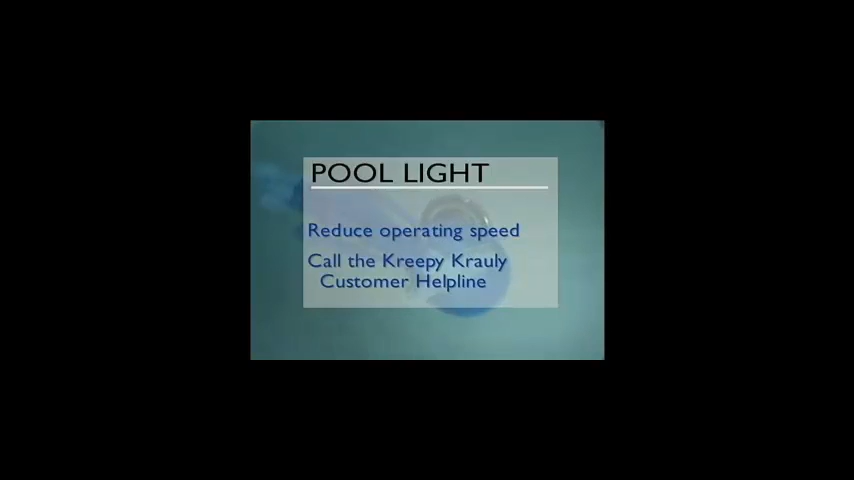 POOL LIGHT
Reduce operating speed
Call the Kreepy Krauly
Customer Helpline